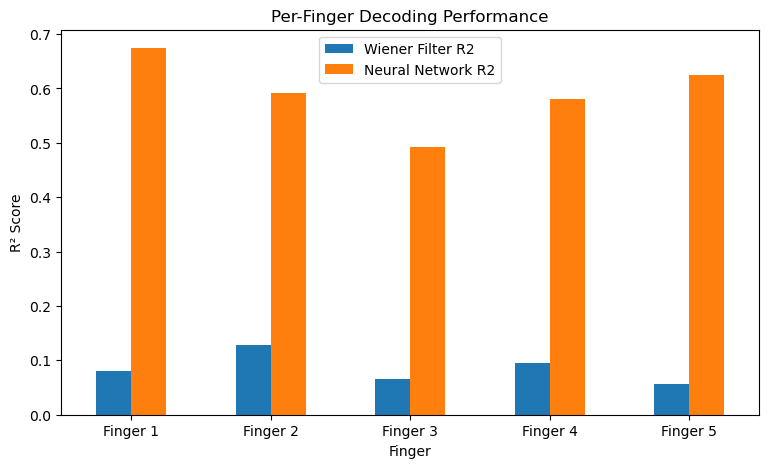 Per-Finger Decoding Performance
Wiener Filter R2
Neural Network R2
R² Score
0.7
0.6
0.5
0.4
0.3
0.2
0.1
0.0
Finger 1
Finger 2
Finger 3
Finger 4
Finger 5
Finger